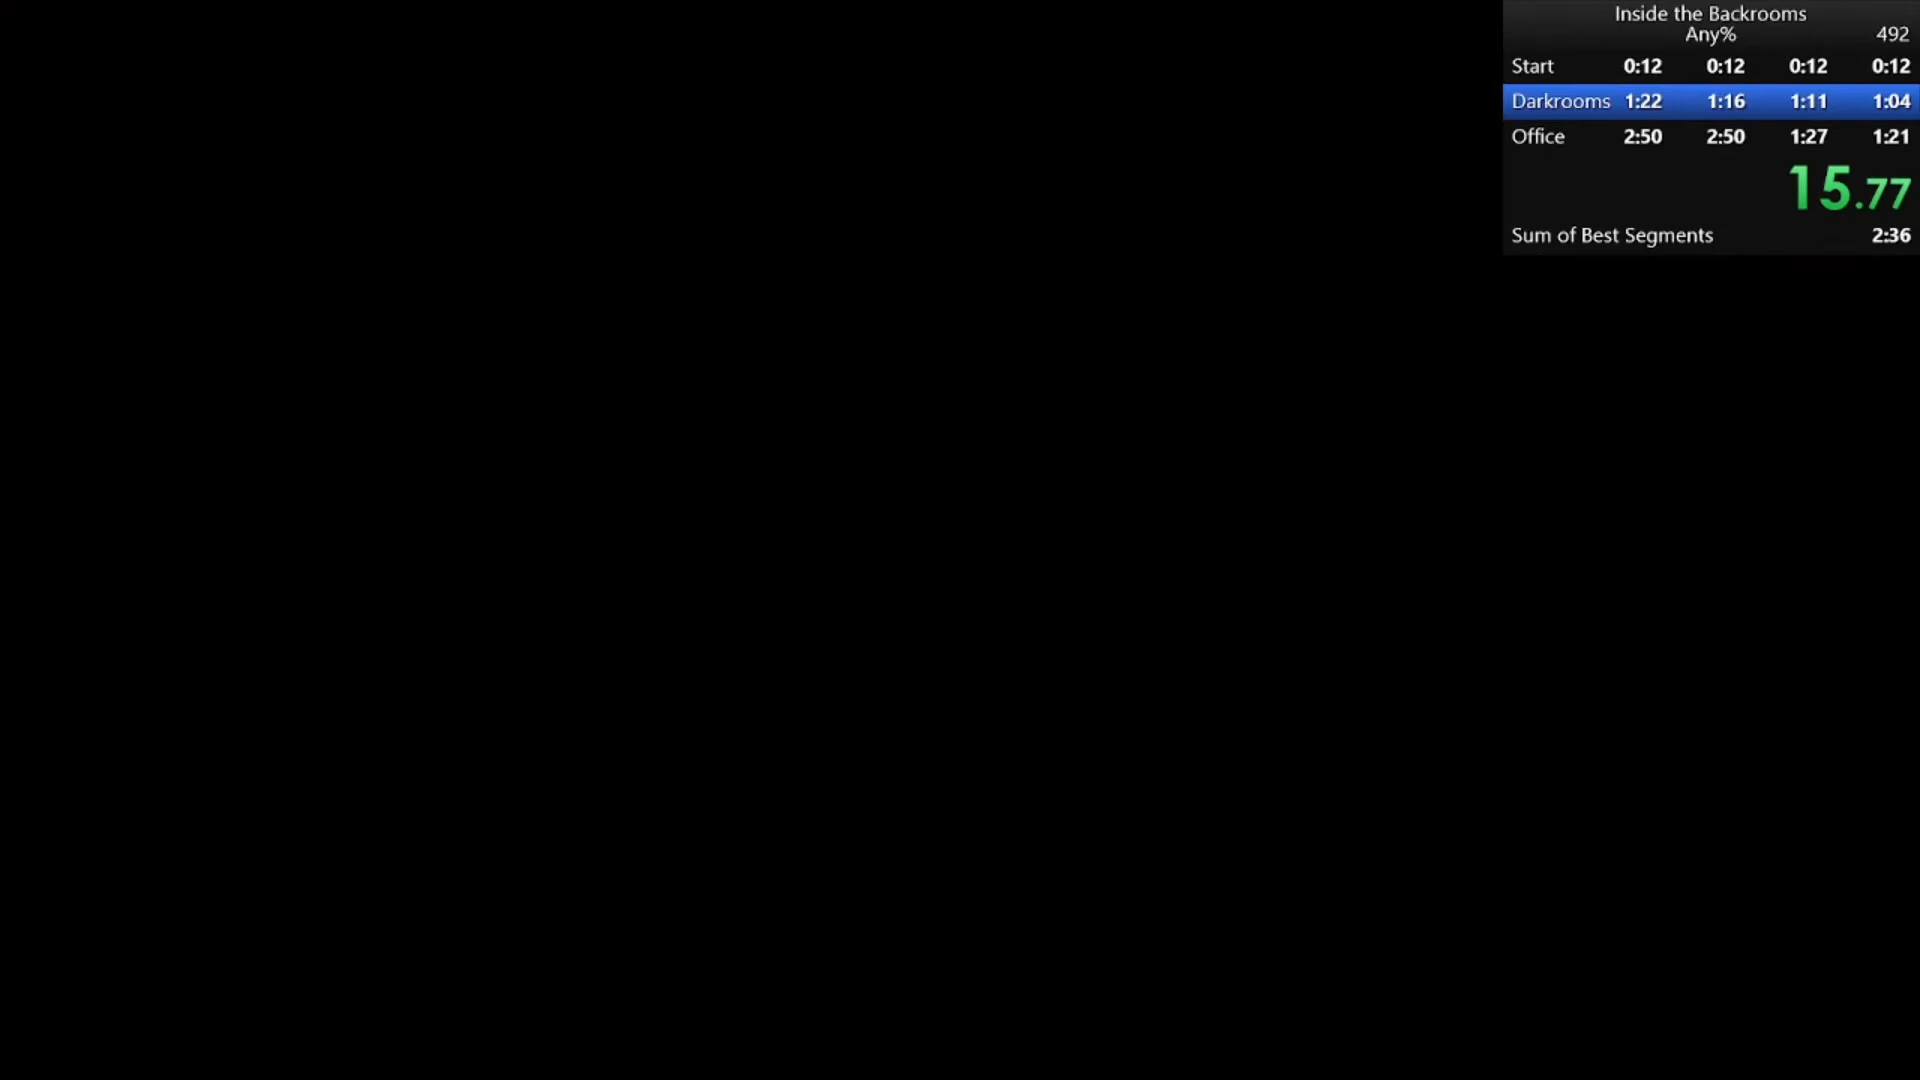 Inside the Backrooms
Any% 492
Start 0:12 0:12 0:12 0:12
Darkrooms 1:22 1:16 1:11 1:04
Office 2:50 2:50 1:27 1:21
15.77
Sum of Best Segments 2:36